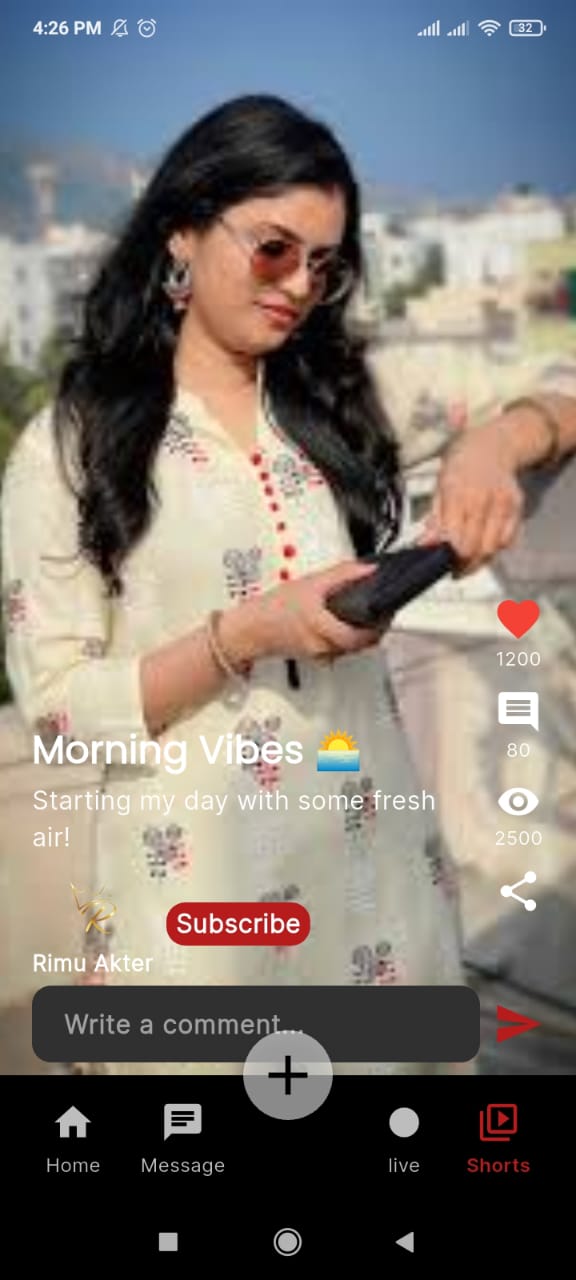 4:26 PM 32
1200
80
Morning Vibes 🌅
Starting my day with some fresh
air!
2500
Subscribe
Rimu Akter
Write a comment...
Home Message live Shorts